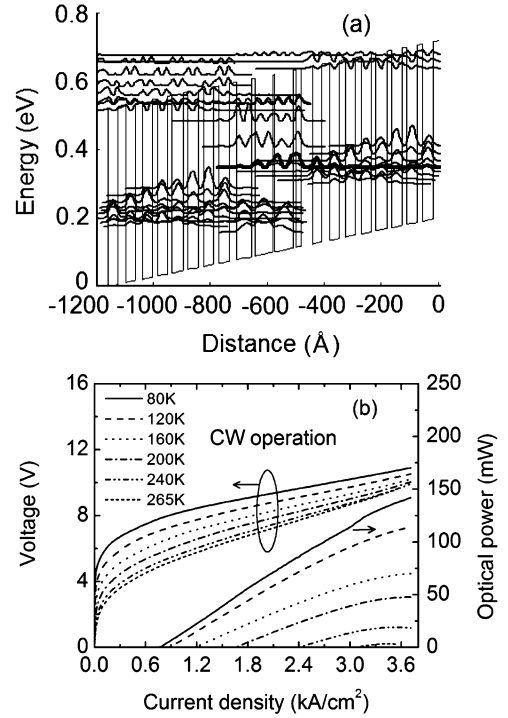 (a)
0.8
0.6
0.4
0.2
0
Energy (eV)
-1200 -1000 -800 -600 -400 -200 0
Distance (Å)
(b)
16
12
8
4
0
Voltage (V)
80K
120K
160K
200K
240K
265K
CW operation
250
200
150
100
50
0
Optical power (mW)
0.0 0.6 1.2 1.8 2.4 3.0 3.6
Current density (kA/cm²)